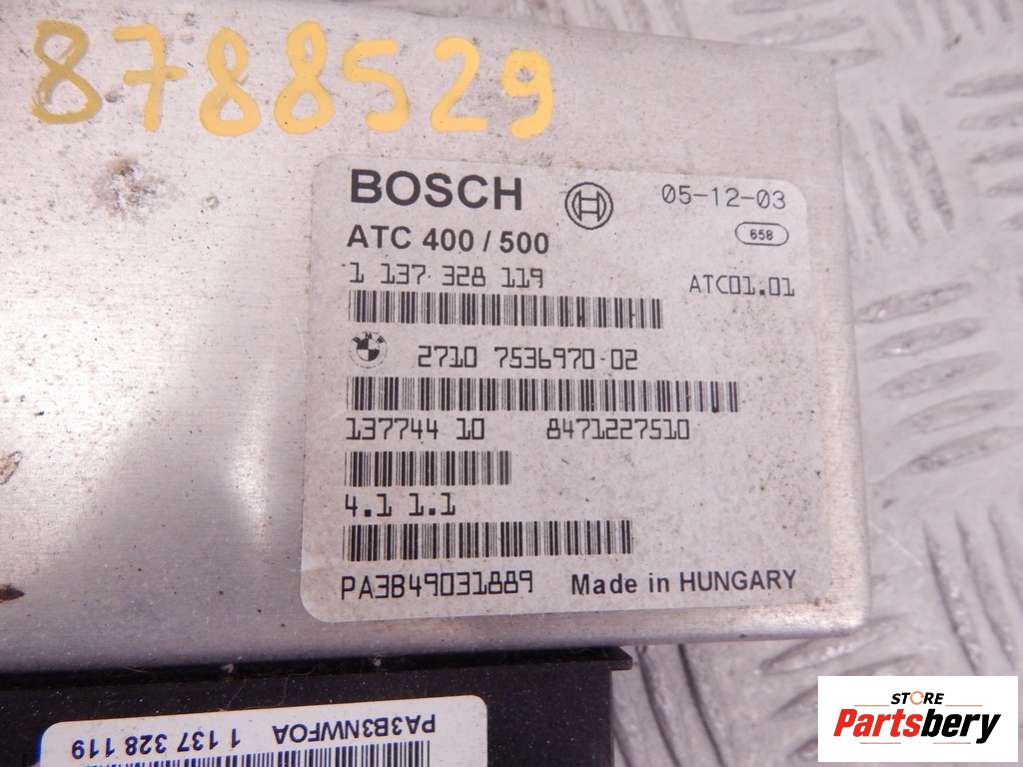 8788529
BOSCH 05-12-03
ATC 400 / 500 658
1 137 328 119 ATC01.01
2710 7536970-02
137744 10 8471227510
4.1 1.1
PA3B49031889 Made in HUNGARY
PA3B3NWFOA
1 137 328 119
STORE
Partsbery